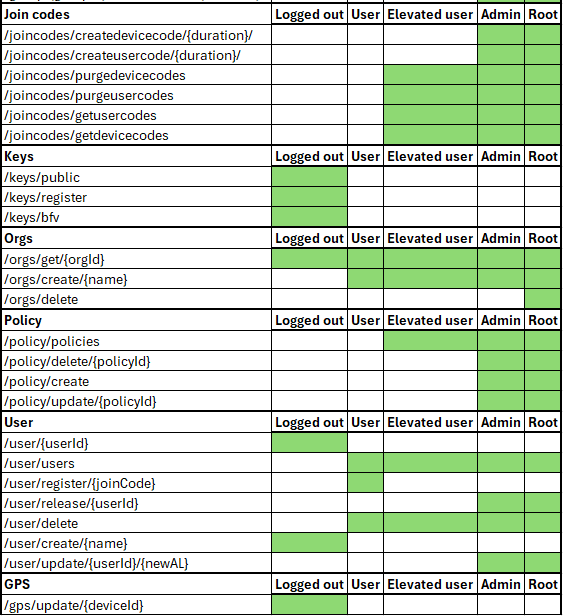 Join codes Logged out User Elevated user Admin Root
/joincodes/createdevicecode/{duration}/
/joincodes/createusercode/{duration}/
/joincodes/purgedevicecodes
/joincodes/purgeusercodes
/joincodes/getusercodes
/joincodes/getdevicecodes
Keys Logged out User Elevated user Admin Root
/keys/public
/keys/register
/keys/bfv
Orgs Logged out User Elevated user Admin Root
/orgs/get/{orgId}
/orgs/create/{name}
/orgs/delete
Policy Logged out User Elevated user Admin Root
/policy/policies
/policy/delete/{policyId}
/policy/create
/policy/update/{policyId}
User Logged out User Elevated user Admin Root
/user/{userId}
/user/users
/user/register/{joinCode}
/user/release/{userId}
/user/delete
/user/create/{name}
/user/update/{userId}/{newAL}
GPS Logged out User Elevated user Admin Root
/gps/update/{deviceId}